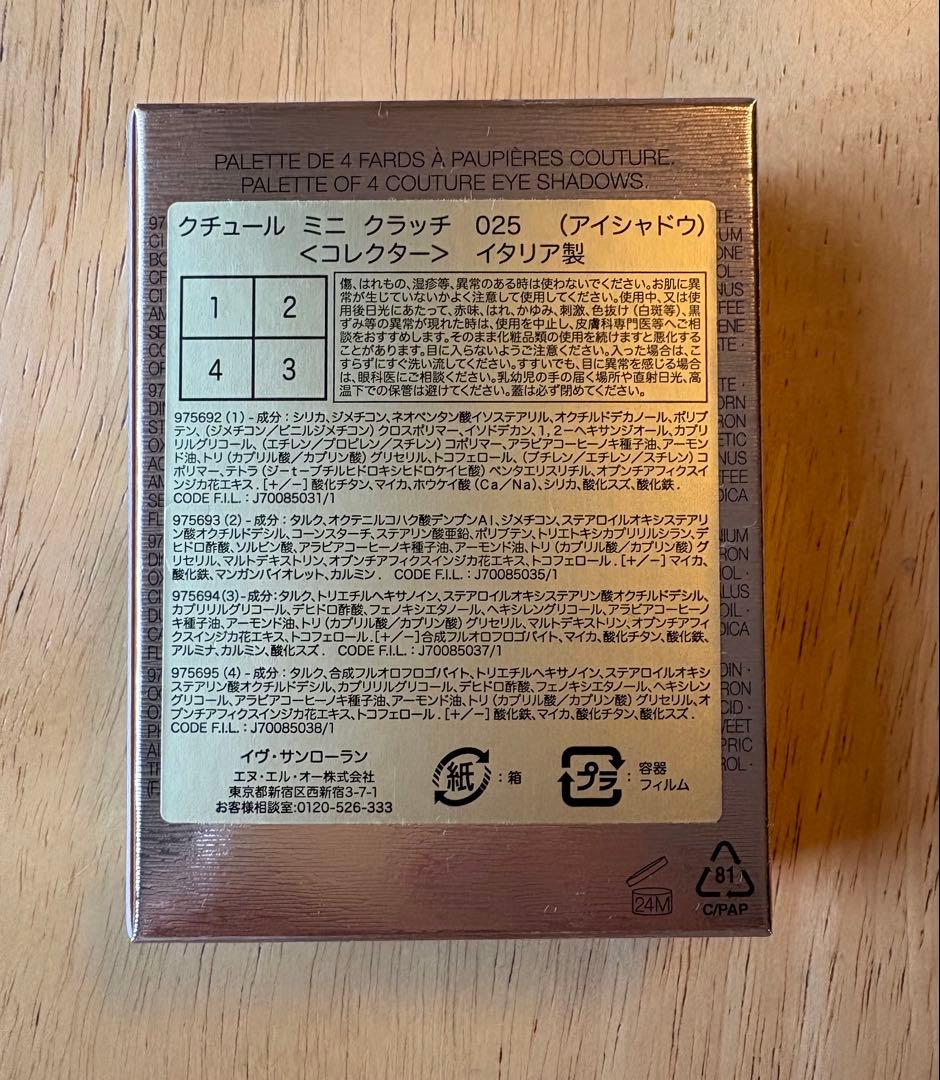 PALETTE DE 4 FARDS À PAUPIÈRES COUTURE.
PALETTE OF 4 COUTURE EYE SHADOWS.
クチュール ミニ クラッチ 025 (アイシャドウ)
<コレクター> イタリア製
1 2
4 3
傷、はれもの、湿疹等、異常のある時は使わないでください。お肌に異
常が生じていないかよく注意して使用してください。使用中、又は使
用後日光にあたって、赤味、はれ、かゆみ、刺激、色抜け(白斑等)、黒
ずみ等の異常が現れた時は、使用を中止し、皮膚科専門医等へご相
談をおすすめします。そのまま化粧品類の使用を続けますと悪化する
ことがあります。目に入らないようご注意ください。入った場合は、こ
すらずにすぐ洗い流してください。すすいでも、目に異常を感じる場合
は、眼科医にご相談ください。乳幼児の手の届く場所や直射日光、高
温下での保管は避けてください。蓋は必ず閉めてください。
975692 (1) - 成分:シリカ、ジメチコン、ネオペンタン酸イソステアリル、オクチルドデカノール、ポリブ
テン、(ジメチコン/ビニルジメチコン) クロスポリマー、イソデカン、1, 2-ヘキサンジオール、カプリ
リルグリコール、(エチレン/プロピレン/スチレン) コポリマー、アラビアコーヒーノキ種子油、アーモン
ド油、トリ (カプリル酸/カプリン酸) グリセリル、トコフェロール、(ブチレン/エチレン/スチレン) コ
ポリマー、テトラ (ジ-t-ブチルヒドロキシヒドロケイヒ酸) ペンタエリスリチル、オプンチアフィクスイ
ンジカ花エキス. [+/-] 酸化チタン、マイカ、ホウケイ酸 (Ca/Na)、シリカ、酸化スズ、酸化鉄.
CODE F.I.L. : J70085031/1
975693 (2) - 成分:タルク、オクテニルコハク酸デンプンAl、ジメチコン、ステアロイルオキシステアリ
ン酸オクチルドデシル、コーンスターチ、ステアリン酸亜鉛、ポリブテン、トリエトキシカプリリルシラン、デ
ヒドロ酢酸、ソルビン酸、アラビアコーヒーノキ種子油、アーモンド油、トリ (カプリル酸/カプリン酸) グ
リセリル、マルトデキストリン、オプンチアフィクスインジカ花エキス、トコフェロール. [+/-] マイカ、
酸化鉄、マンガンバイオレット、カルミン. CODE F.I.L. : J70085035/1
975694 (3) - 成分:タルク、トリエチルヘキサノイン、ステアロイルオキシステアリン酸オクチルドデシル、
カプリリルグリコール、デヒドロ酢酸、フェノキシエタノール、ヘキシレングリコール、アラビアコーヒーノ
キ種子油、アーモンド油、トリ (カプリル酸/カプリン酸) グリセリル、マルトデキストリン、オプンチアフィ
クスインジカ花エキス、トコフェロール. [+/-] 合成フルオロフロゴパイト、マイカ、酸化チタン、酸化鉄、
アルミナ、カルミン、酸化スズ. CODE F.I.L. : J70085037/1
975695 (4) - 成分:タルク、合成フルオロフロゴパイト、トリエチルヘキサノイン、ステアロイルオキシ
ステアリン酸オクチルドデシル、カプリリルグリコール、デヒドロ酢酸、フェノキシエタノール、ヘキシレン
グリコール、アラビアコーヒーノキ種子油、アーモンド油、トリ (カプリル酸/カプリン酸) グリセリル、オ
プンチアフィクスインジカ花エキス、トコフェロール. [+/-] 酸化鉄、マイカ、酸化チタン、酸化スズ.
CODE F.I.L. : J70085038/1
イヴ・サンローラン
エヌ・エル・オー株式会社
東京都新宿区西新宿3-7-1
お客様相談室:0120-526-333
紙 :箱
プラ :容器
フィルム
24M
81
C/PAP